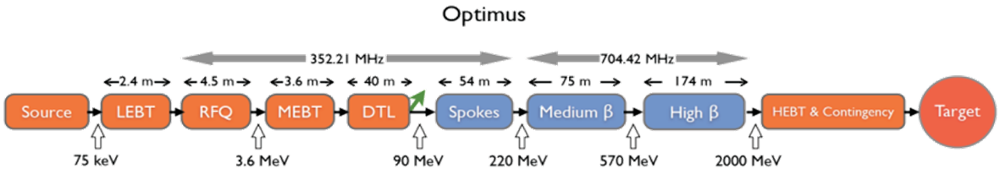 Optimus
352.21 MHz 704.42 MHz
2.4 m 4.5 m 3.6 m 40 m 54 m 75 m 174 m
Source LEBT RFQ MEBT DTL Spokes Medium β High β HEBT & Contingency Target
75 keV 3.6 MeV 90 MeV 220 MeV 570 MeV 2000 MeV